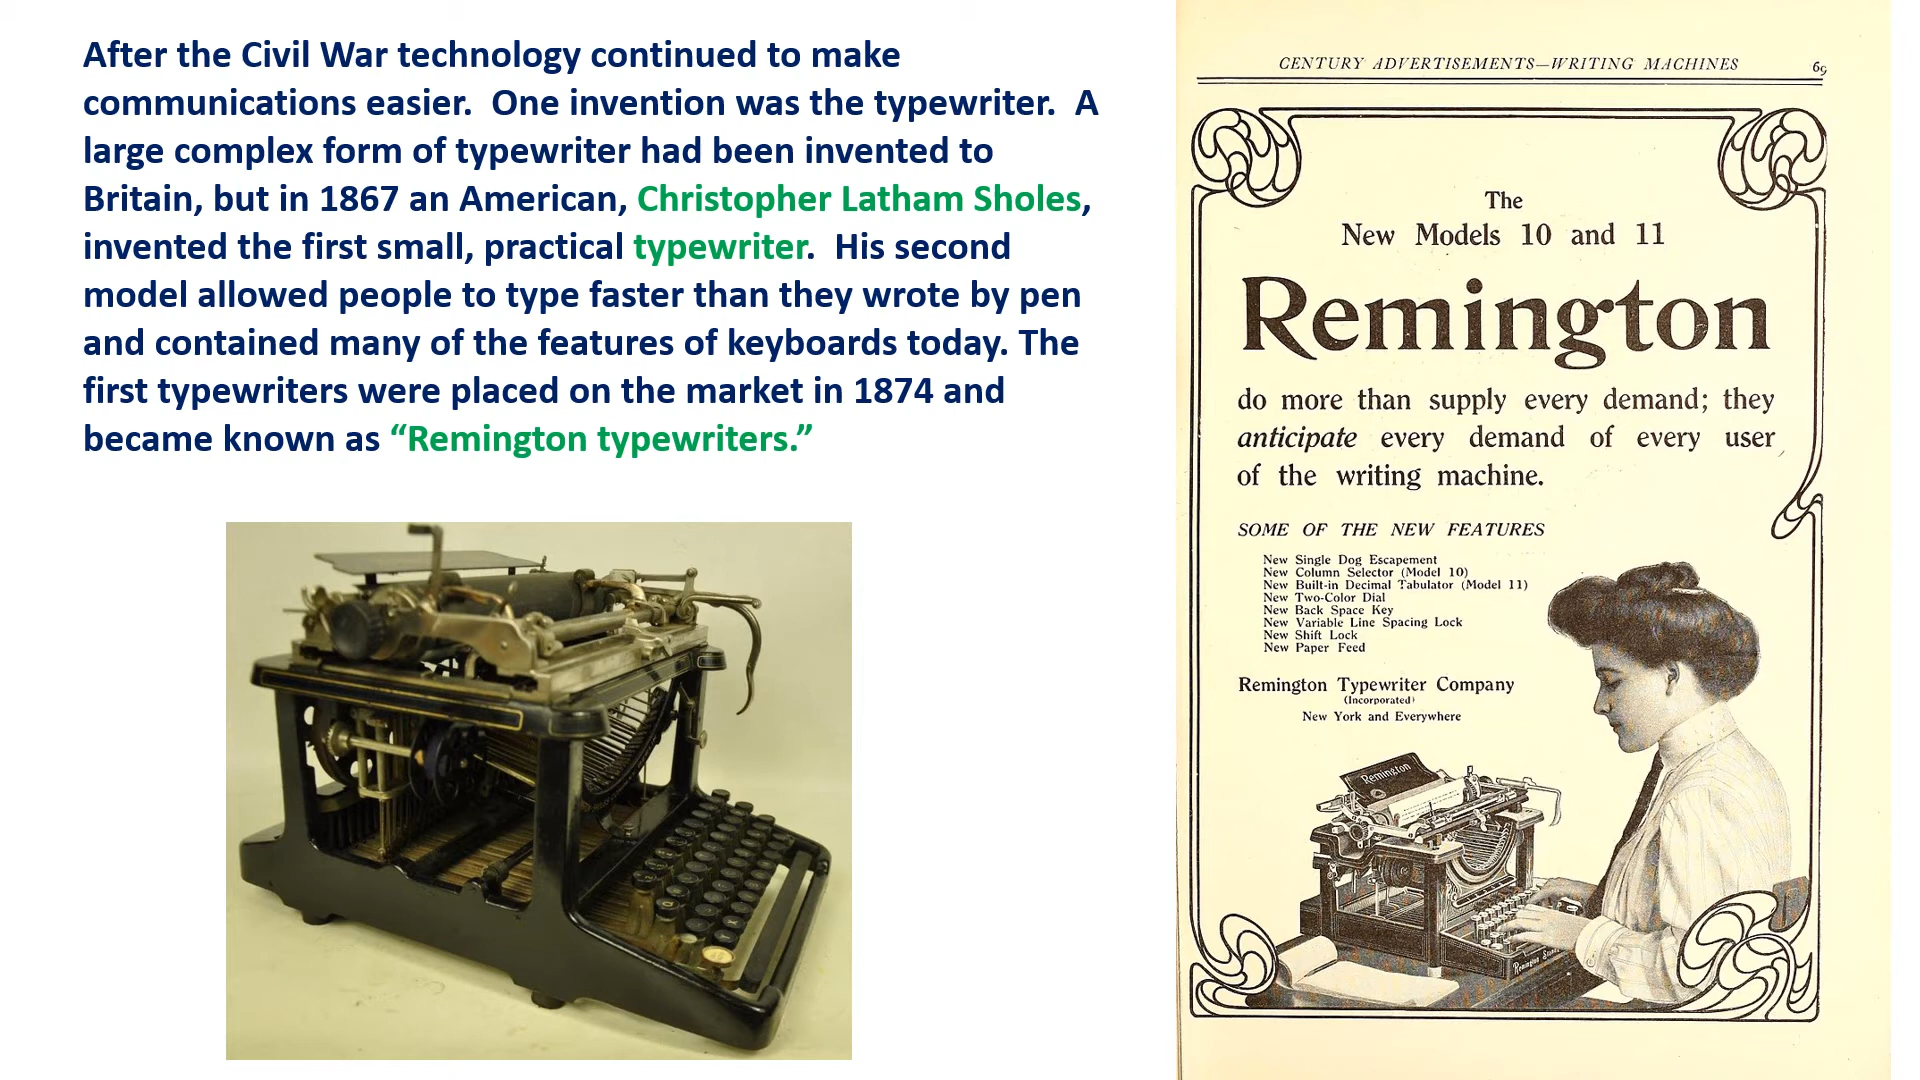 After the Civil War technology continued to make
communications easier.  One invention was the typewriter.  A
large complex form of typewriter had been invented to
Britain, but in 1867 an American, Christopher Latham Sholes,
invented the first small, practical typewriter.  His second
model allowed people to type faster than they wrote by pen
and contained many of the features of keyboards today. The
first typewriters were placed on the market in 1874 and
became known as “Remington typewriters.”
CENTURY ADVERTISEMENTS—WRITING MACHINES 69
The
New Models 10 and 11
Remington
do more than supply every demand; they
anticipate every demand of every user
of the writing machine.
SOME OF THE NEW FEATURES
New Single Dog Escapement
New Column Selector (Model 10)
New Built-in Decimal Tabulator (Model 11)
New Two-Color Dial
New Back Space Key
New Variable Line Spacing Lock
New Shift Lock
New Paper Feed
Remington Typewriter Company
(Incorporated)
New York and Everywhere
Remington
Remington